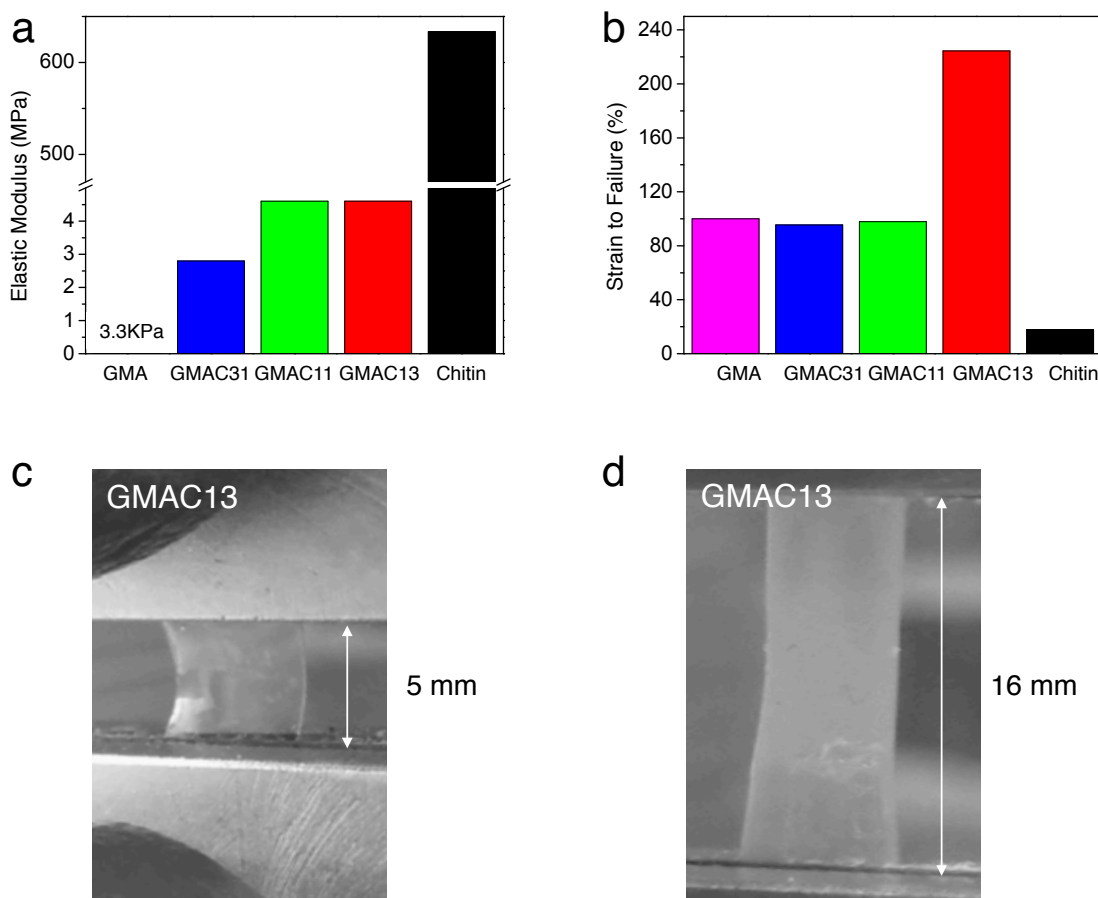 a
Elastic Modulus (MPa)
600
500
4
3
2
1
0
3.3KPa
GMA GMAC31 GMAC11 GMAC13 Chitin
b
Strain to Failure (%)
240
220
160
120
80
40
0
GMA GMAC31 GMAC11 GMAC13 Chitin
c
GMAC13
5 mm
d
GMAC13
16 mm